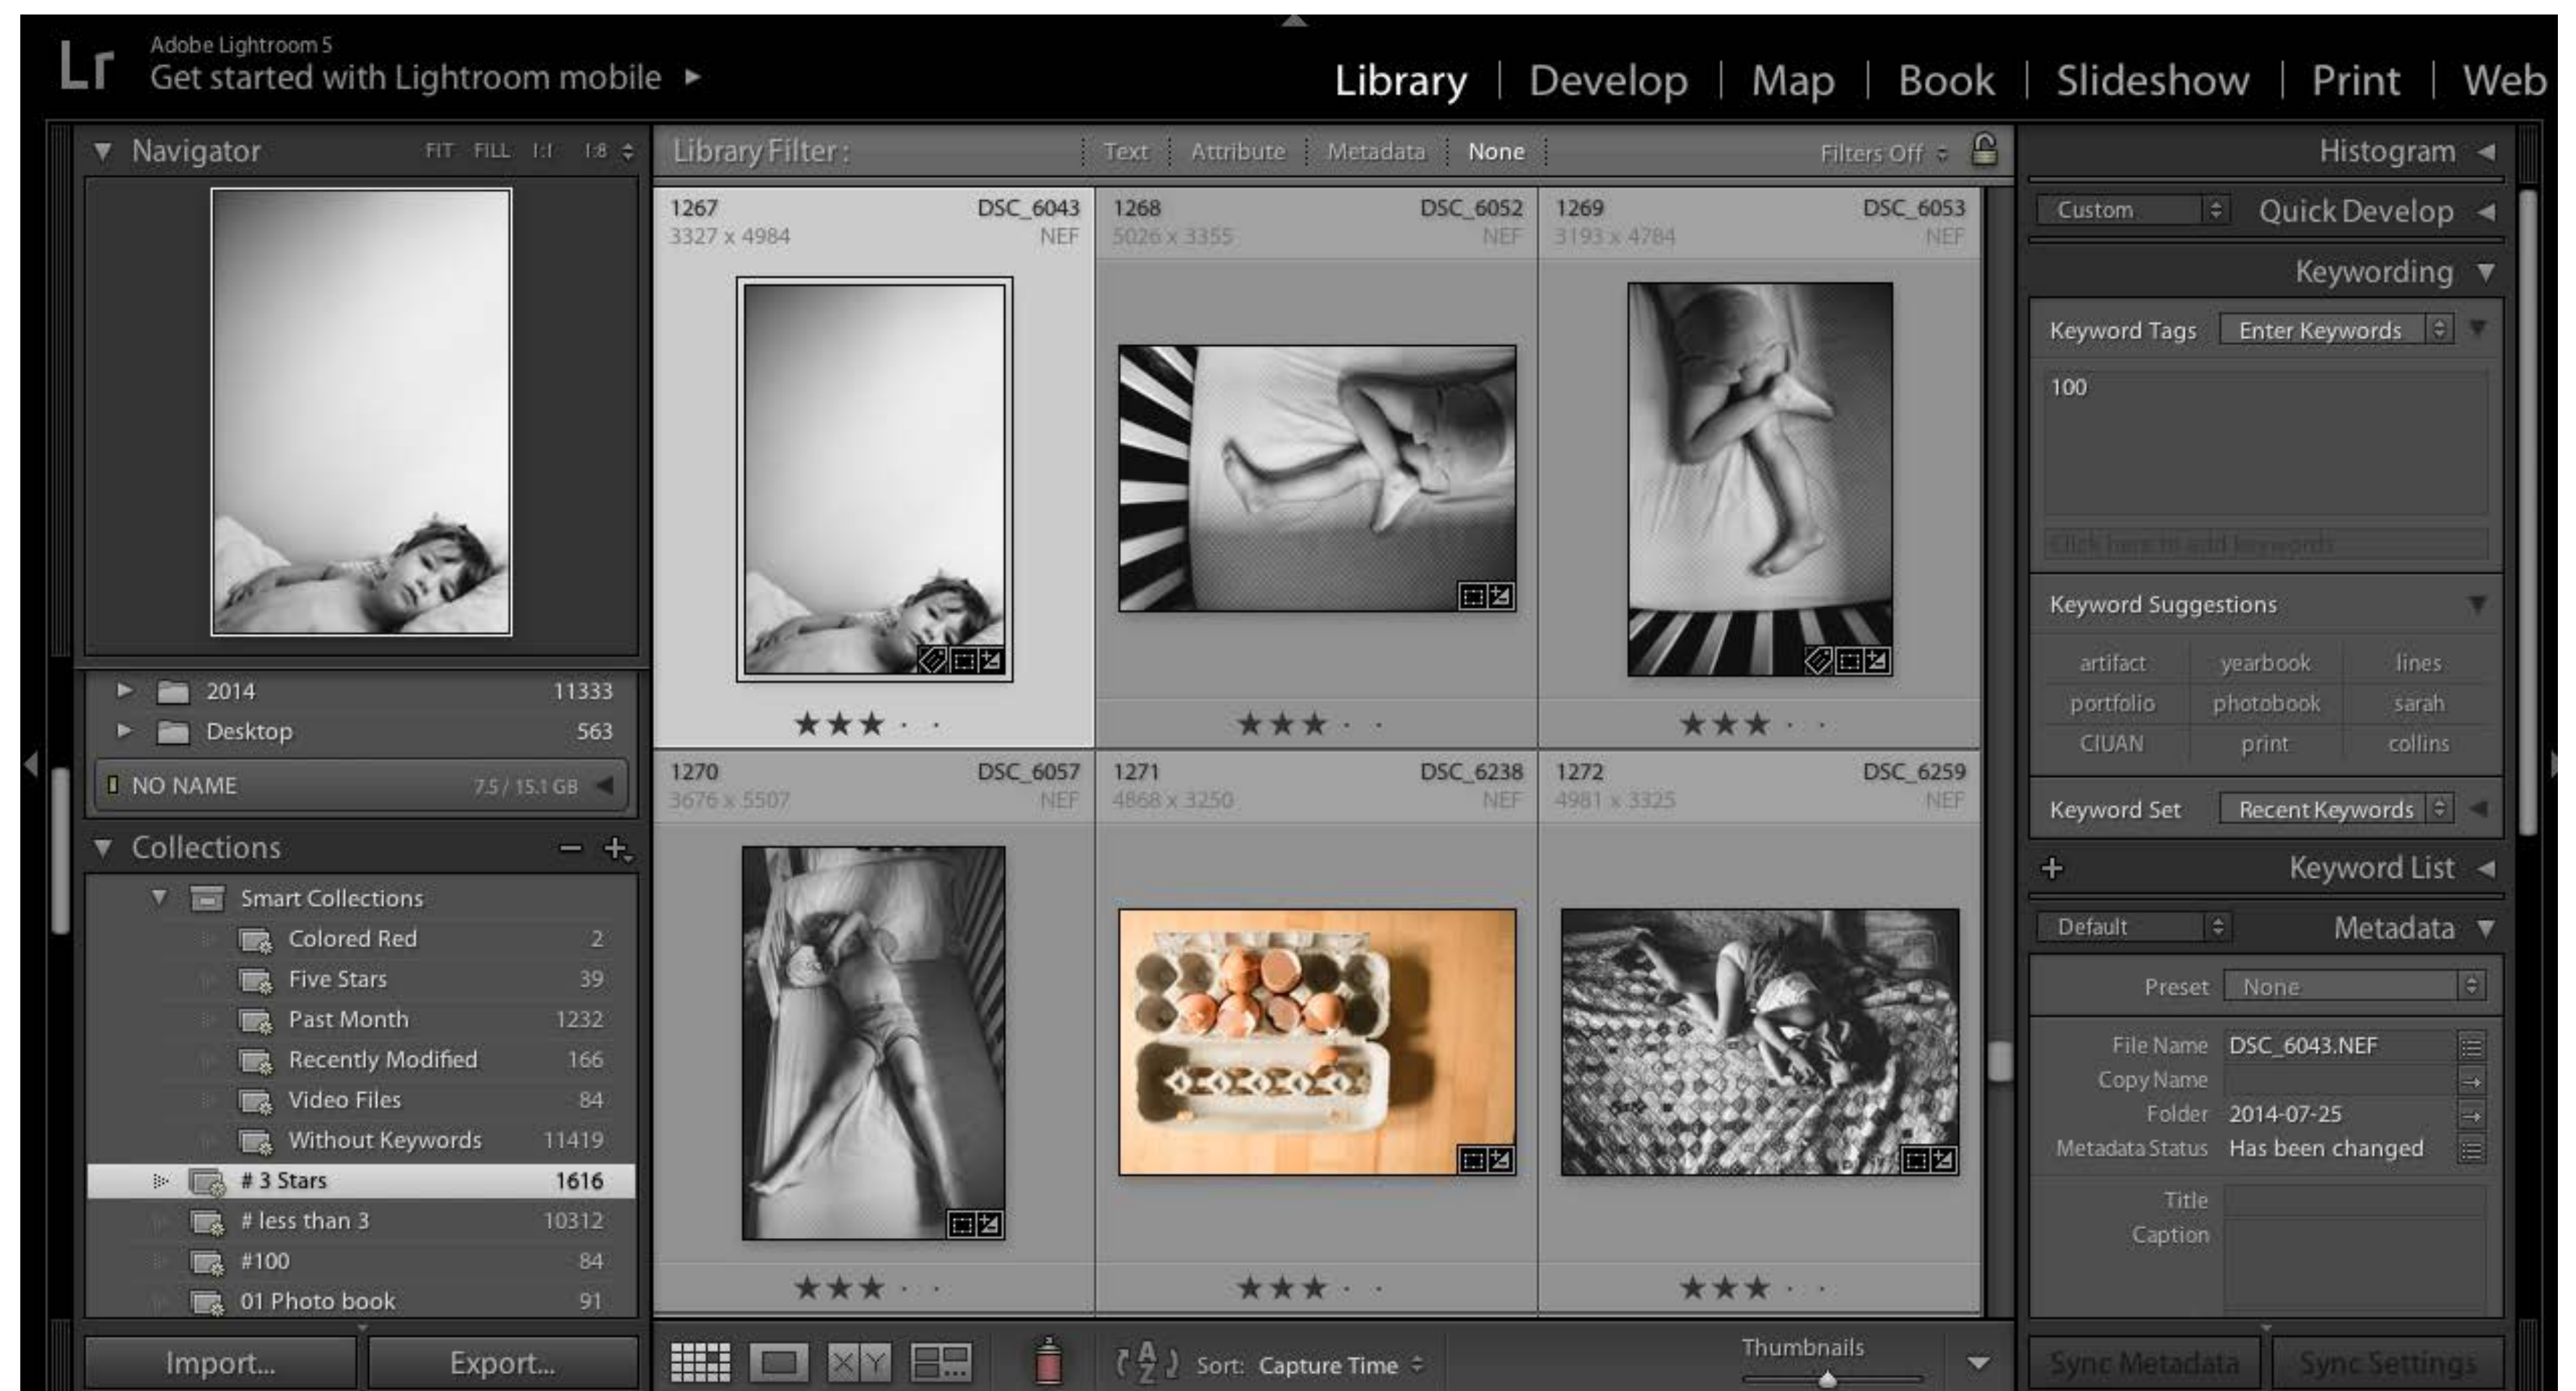 Lr
Adobe Lightroom 5
Get started with Lightroom mobile
Library | Develop | Map | Book | Slideshow | Print | Web
Navigator FIT FILL 1:1 1:8
2014 11333
Desktop 563
NO NAME 7.5 / 15.1 GB
Collections
Smart Collections
Colored Red 2
Five Stars 39
Past Month 1232
Recently Modified 166
Video Files 84
Without Keywords 11419
# 3 Stars 1616
# less than 3 10312
#100 84
01 Photo book 91
Import... Export...
Library Filter : Text Attribute Metadata None Filters Off
1267 DSC_6043
3327 x 4984 NEF
1268 DSC_6052
5026 x 3355 NEF
1269 DSC_6053
3193 x 4784 NEF
1270 DSC_6057
3676 x 5507 NEF
1271 DSC_6238
4868 x 3250 NEF
1272 DSC_6259
4981 x 3325 NEF
XY
A
Z
Sort: Capture Time
Thumbnails
Histogram
Custom Quick Develop
Keywording
Keyword Tags Enter Keywords
100
Click here to add keywords
Keyword Suggestions
artifact yearbook lines
portfolio photobook sarah
CIUAN print collins
Keyword Set Recent Keywords
Keyword List
Default Metadata
Preset None
File Name DSC_6043.NEF
Copy Name
Folder 2014-07-25
Metadata Status Has been changed
Title
Caption
Sync Metadata Sync Settings